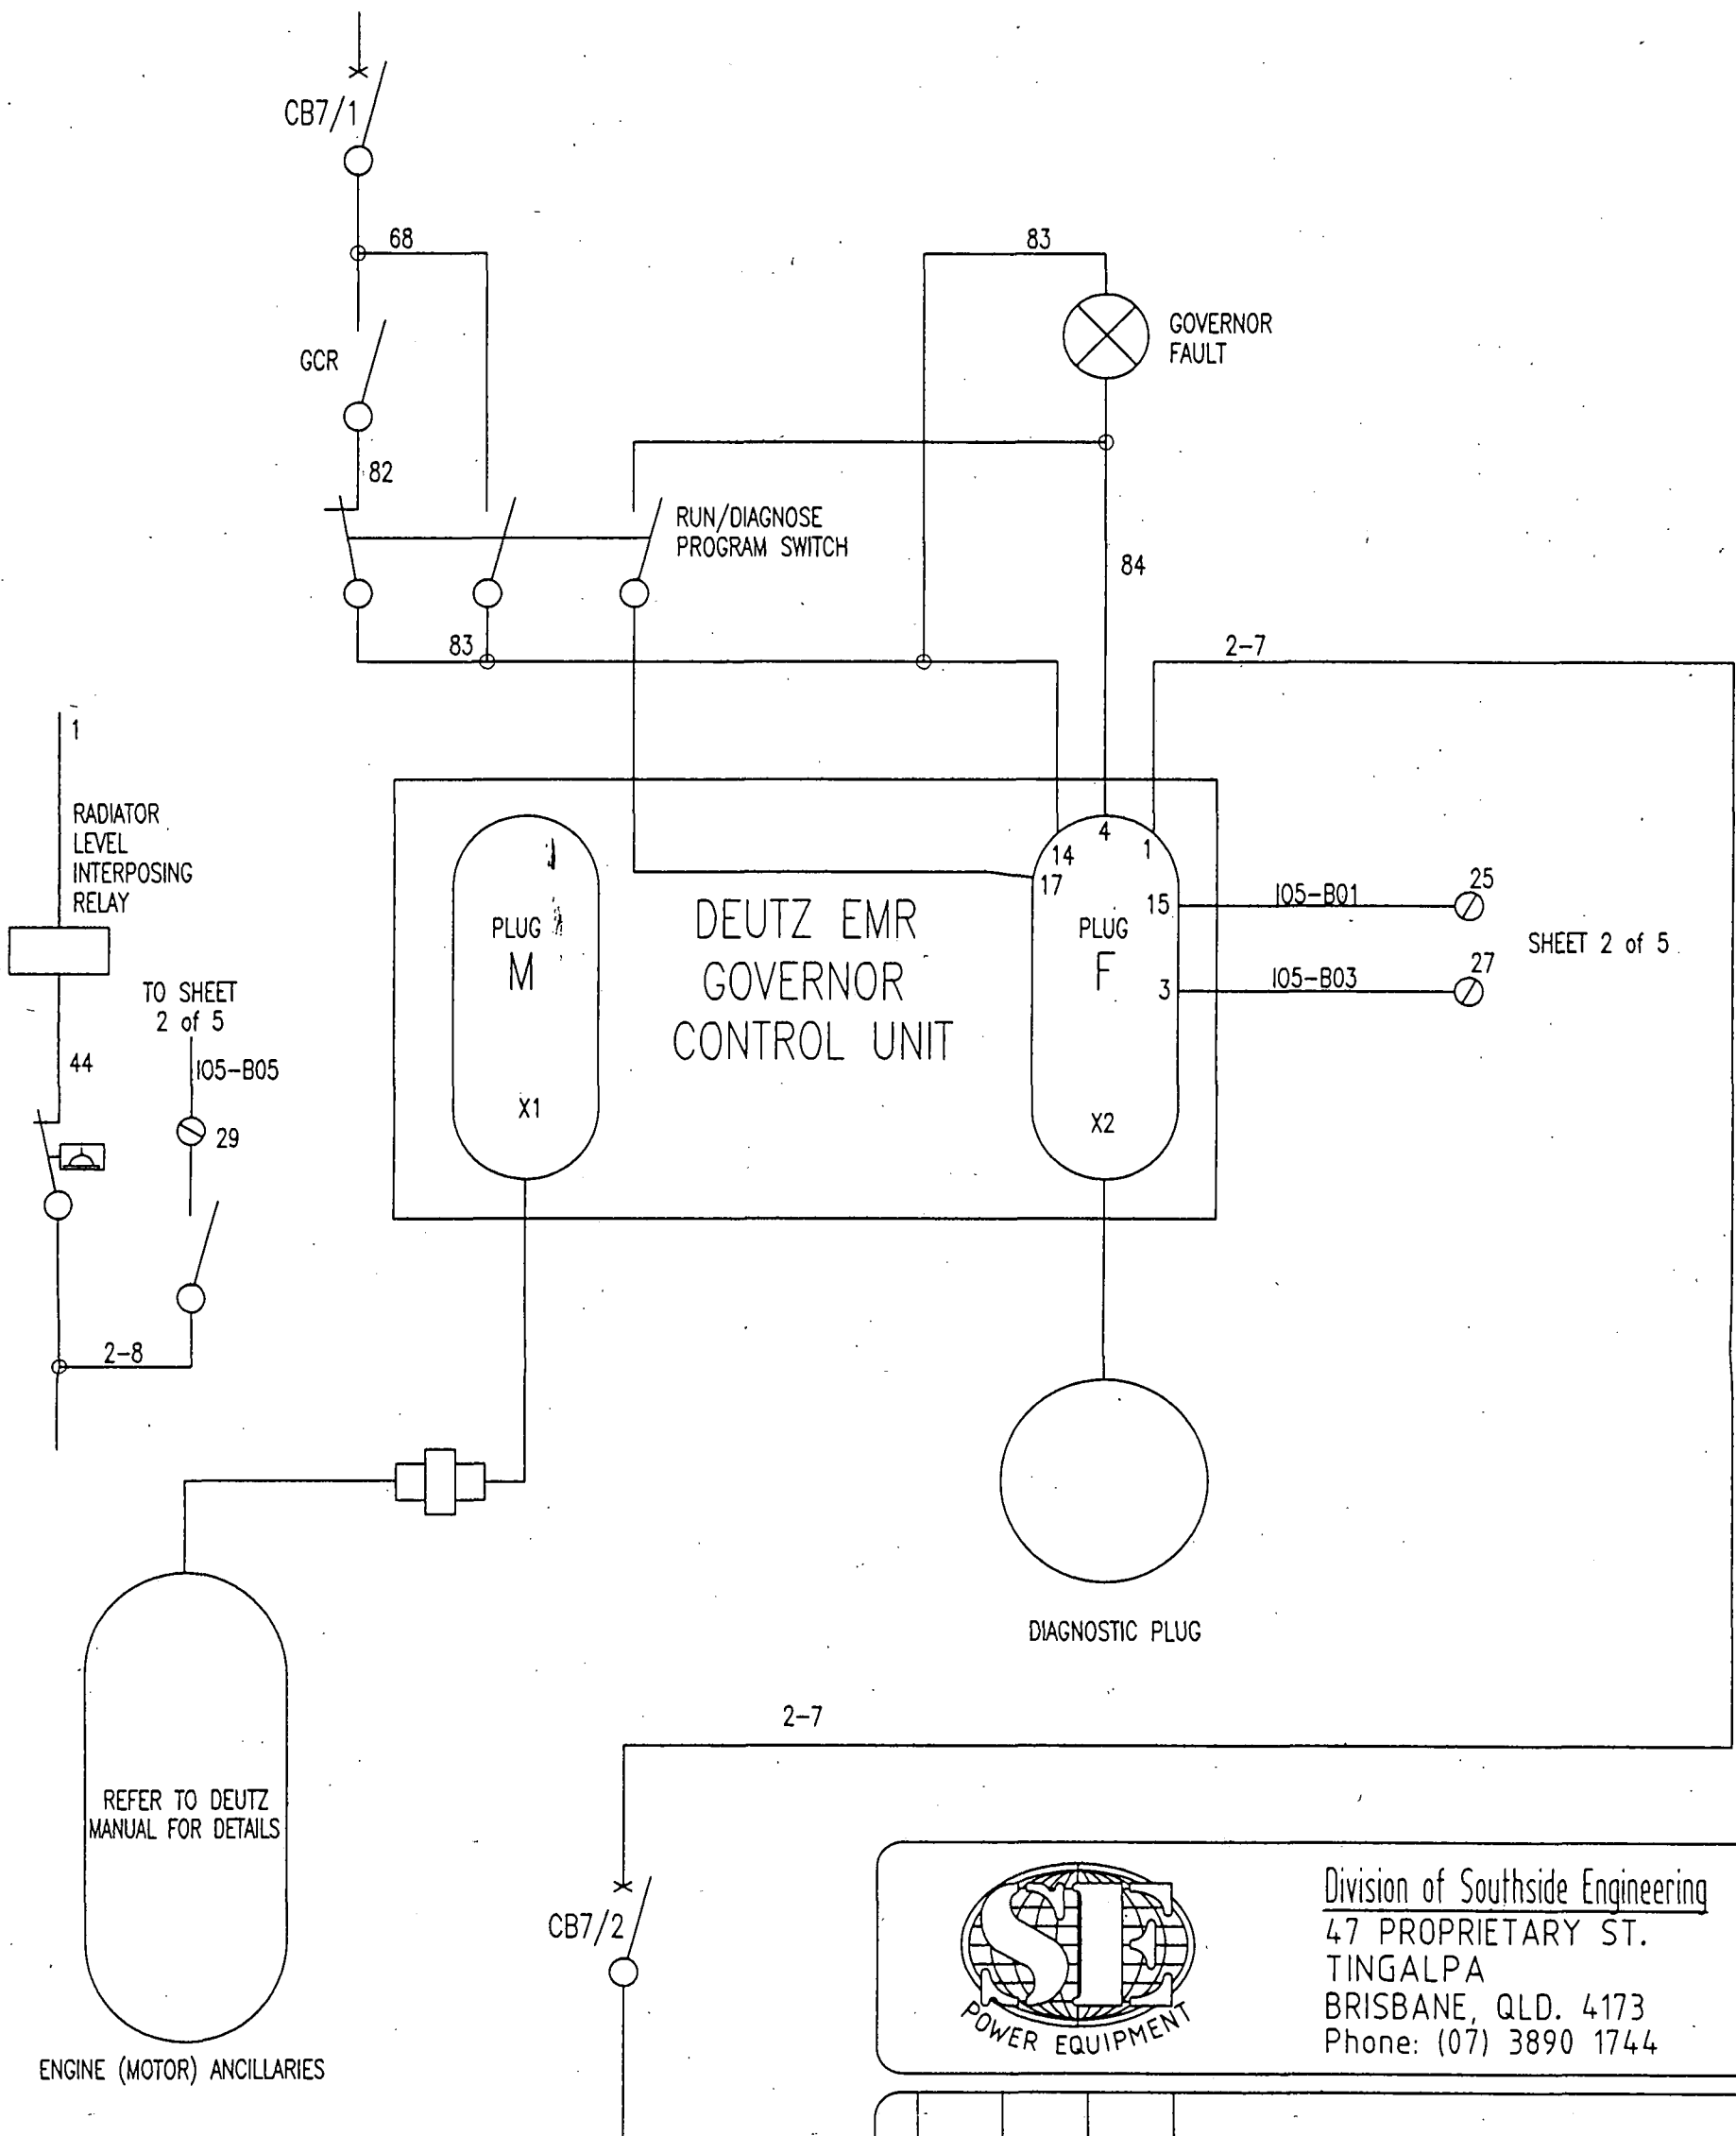 CB7/1
68
83
GOVERNOR
FAULT
GCR
82
RUN/DIAGNOSE
PROGRAM SWITCH
84
83
2-7
1
RADIATOR
LEVEL
INTERPOSING
RELAY
4
14
1
17
15
IO5-B01
25
PLUG
M
DEUTZ EMR
GOVERNOR
CONTROL UNIT
PLUG
F
SHEET 2 of 5
3
IO5-B03
27
TO SHEET
2 of 5
44
IO5-B05
29
X1
X2
2-8
DIAGNOSTIC PLUG
2-7
REFER TO DEUTZ
MANUAL FOR DETAILS
CB7/2
ENGINE (MOTOR) ANCILLARIES
SE
POWER EQUIPMENT
Division of Southside Engineering
47 PROPRIETARY ST.
TINGALPA
BRISBANE, QLD. 4173
Phone: (07) 3890 1744